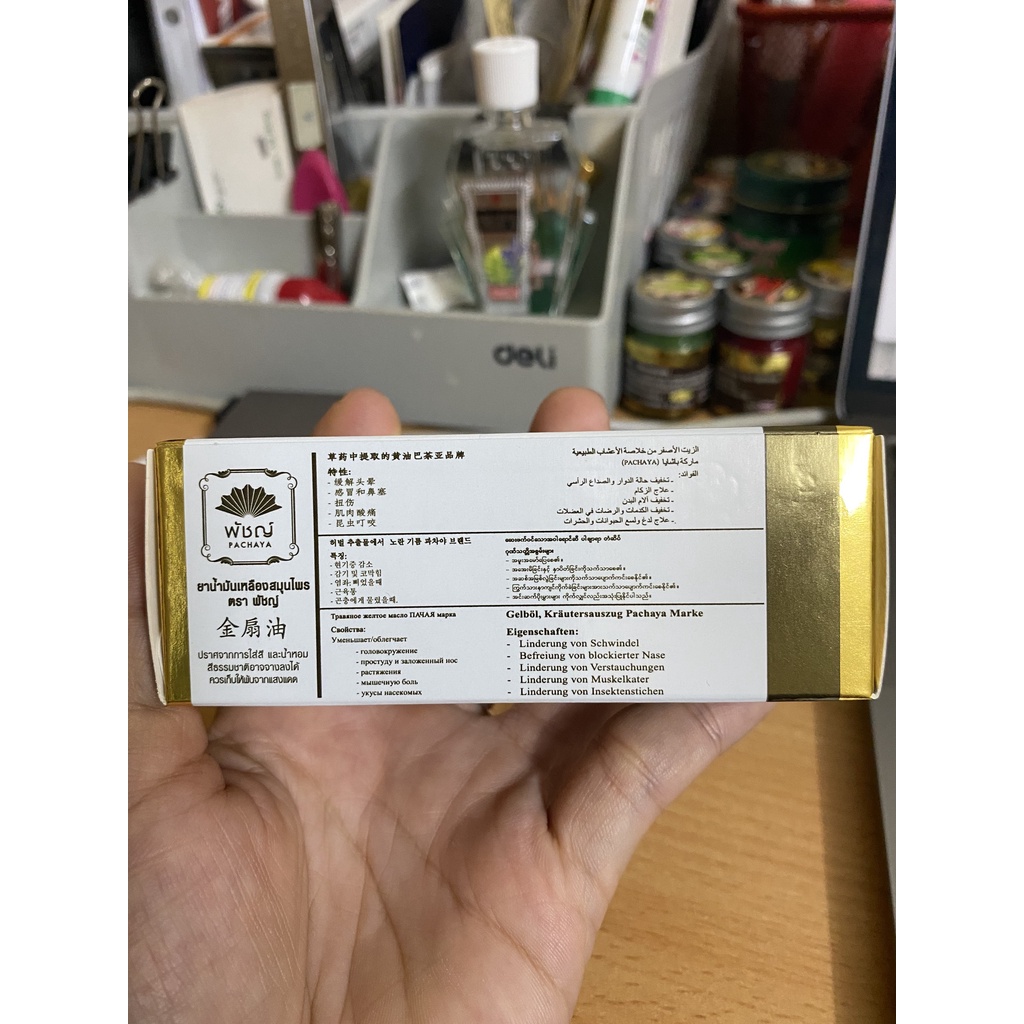 deli
พัชญ์
PACHAYA
ยาน้ำมันเหลืองสมุนไพร
ตรา พัชญ์
金扇油
ปราศจากการใส่สี และน้ำหอม
สีธรรมชาติอาจจางลงได้
ควรเก็บให้พ้นจากแสงแดด
草药中提取的黄油巴茶亚品牌
特性:
- 缓解头晕
- 感冒和鼻塞
- 扭伤
- 肌肉酸痛
- 昆虫叮咬
الزيت الأصفر من خلاصة الأعشاب الطبيعية
ماركة باشايا (PACHAYA)
الفوائد:
- تخفيف حالة الدوار والصداع الرأسي
- علاج الزكام
- تخفيف آلام البدن
- تخفيف الكدمات والرضات في العضلات
- علاج لدغ ولسع الحيوانات والحشرات
허벌 추출물에서 노란 기름 파차야 브랜드
특징:
- 현기증 감소
- 감기 및 코막힘
- 염좌: 삐었을때
- 근육통
- 곤충에게 물렸을때.
Травяное желтое масло ПАЧАЯ марка
Свойства:
Уменьшает/облегчает
- головокружение
- простуду и заложенный нос
- растяжения
- мышечную боль
- укусы насекомых
Gelböl, Kräutersauszug Pachaya Marke
Eigenschaften:
- Linderung von Schwindel
- Befreiung von blockierter Nase
- Linderung von Verstauchungen
- Linderung von Muskelkater
- Linderung von Insektenstichen